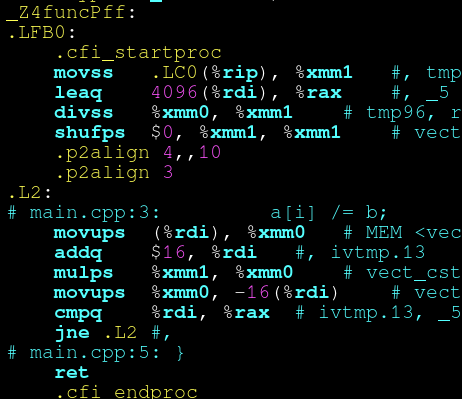 _Z4funcPff:
.LFB0:
.cfi_startproc
movss .LC0(%rip), %xmm1 #, tmp
leaq 4096(%rdi), %rax #, _5
divss %xmm0, %xmm1 # tmp96, r
shufps $0, %xmm1, %xmm1 # vect
.p2align 4,,10
.p2align 3
.L2:
# main.cpp:3: a[i] /= b;
movups (%rdi), %xmm0 # MEM <vec
addq $16, %rdi #, ivtmp.13
mulps %xmm1, %xmm0 # vect_cst
movups %xmm0, -16(%rdi) # vect
cmpq %rdi, %rax # ivtmp.13, _5
jne .L2 #,
# main.cpp:5: }
ret
.cfi_endproc